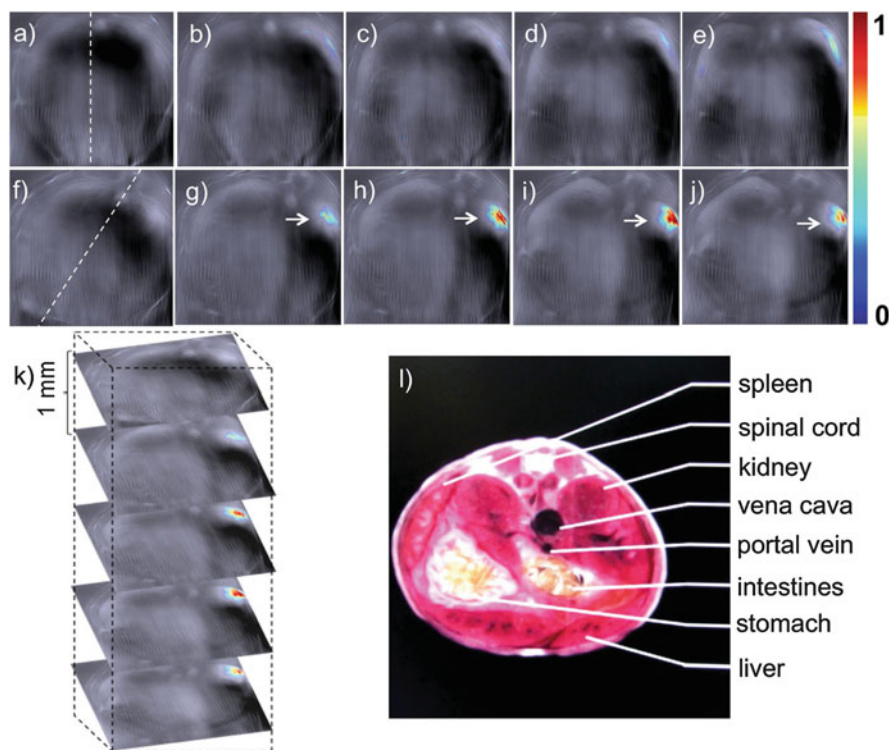 a)
b)
c)
d)
e)
1
f)
g)
h)
i)
j)
0
k)
1 mm
l)
spleen
spinal cord
kidney
vena cava
portal vein
intestines
stomach
liver